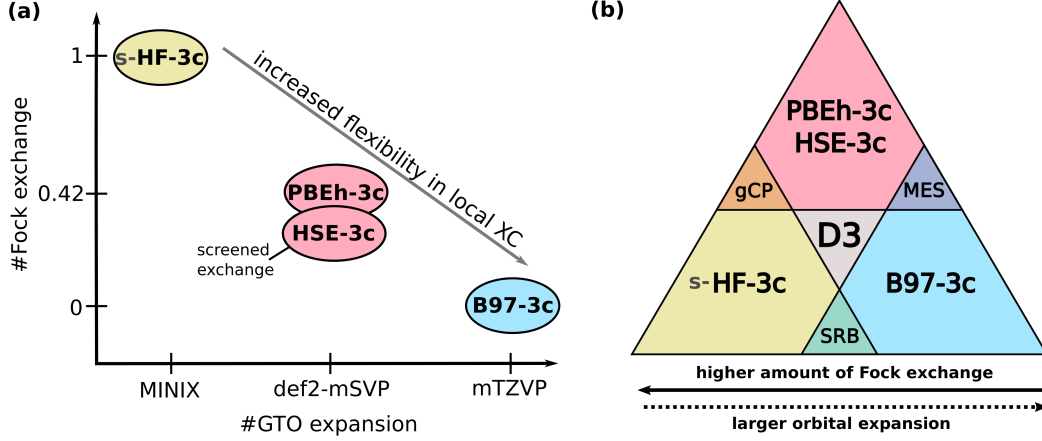 (a)
#Fock exchange
1
0.42
0
s-HF-3c
increased flexibility in local XC
PBEh-3c
HSE-3c
screened
exchange
B97-3c
MINIX
def2-mSVP
mTZVP
#GTO expansion
(b)
PBEh-3c
HSE-3c
gCP
MES
D3
s-HF-3c
B97-3c
SRB
higher amount of Fock exchange
larger orbital expansion